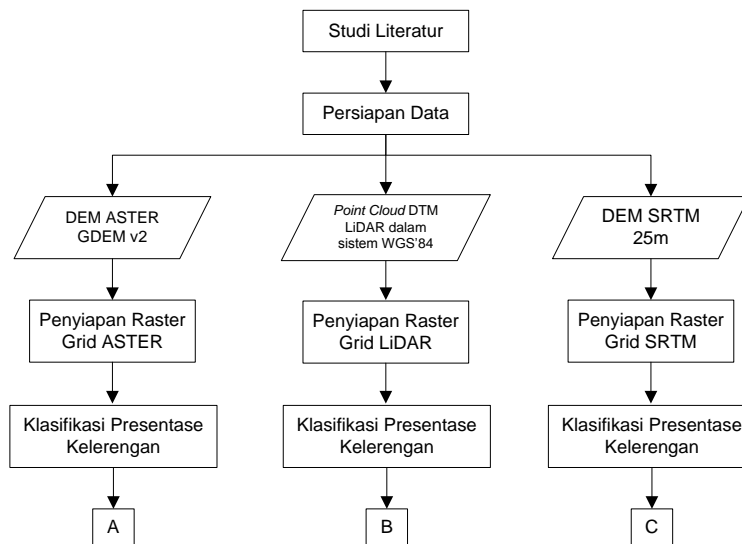 Studi Literatur
Persiapan Data
DEM ASTER
GDEM v2
Point Cloud DTM
LiDAR dalam
sistem WGS'84
DEM SRTM
25m
Penyiapan Raster
Grid ASTER
Penyiapan Raster
Grid LiDAR
Penyiapan Raster
Grid SRTM
Klasifikasi Presentase
Kelerengan
Klasifikasi Presentase
Kelerengan
Klasifikasi Presentase
Kelerengan
A
B
C